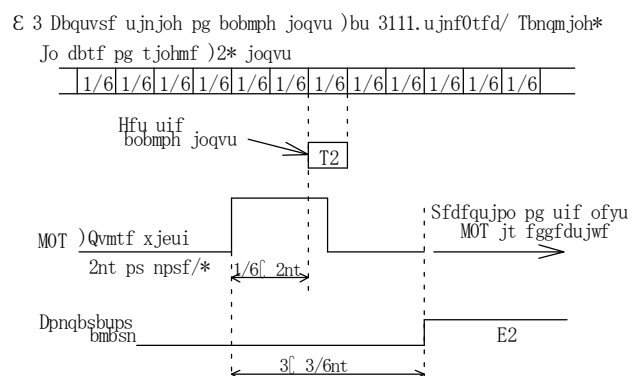 Ɛ 3 Dbquvsf ujnjoh pg bobmph joqvu )bu 3111.ujnf0tfd/ Tbnqmjoh*
Jo dbtf pg tjohmf )2* joqvu
1/6 1/6 1/6 1/6 1/6 1/6 1/6 1/6 1/6 1/6 1/6 1/6 1/6 1/6
Hfu uif
bobmph joqvu
T2
MOT )Qvmtf xjeui
2nt ps npsf/*
1/6⌠ 2nt
Sfdfqujpo pg uif ofyu
MOT jt fggfdujwf
Dpnqbsbups
bmbsn
E2
3⌠ 3/6nt